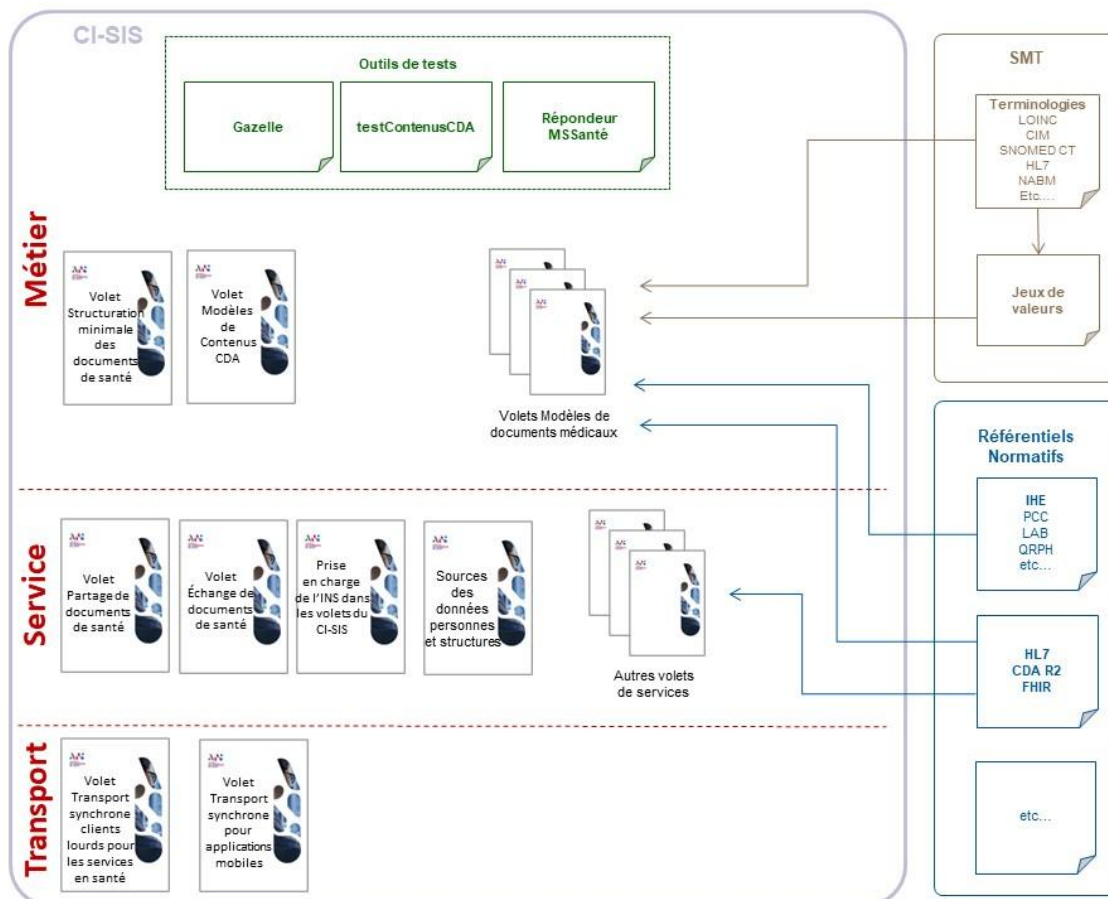 CI-SIS
Outils de tests
Gazelle
testContenusCDA
Répondeur
MSSanté
Métier
Volet
Structuration
minimale
des
documents
de santé
Volet
Modèles
de
Contenus
CDA
Volets Modèles de
documents médicaux
Service
Volet
Partage de
documents
de santé
Volet
Échange de
documents
de santé
Prise
en charge
de l'INS dans
les volets du
CI-SIS
Sources
des
données
personnes
et structures
Autres volets
de services
Transport
Volet
Transport
synchrone
clients
lourds pour
les services
en santé
Volet
Transport
synchrone
pour
applications
mobiles
SMT
Terminologies
LOINC
CIM
SNOMED CT
HL7
NABM
Etc....
Jeux de
valeurs
Référentiels
Normatifs
IHE
PCC
LAB
QRPH
etc...
HL7
CDA R2
FHIR
etc...